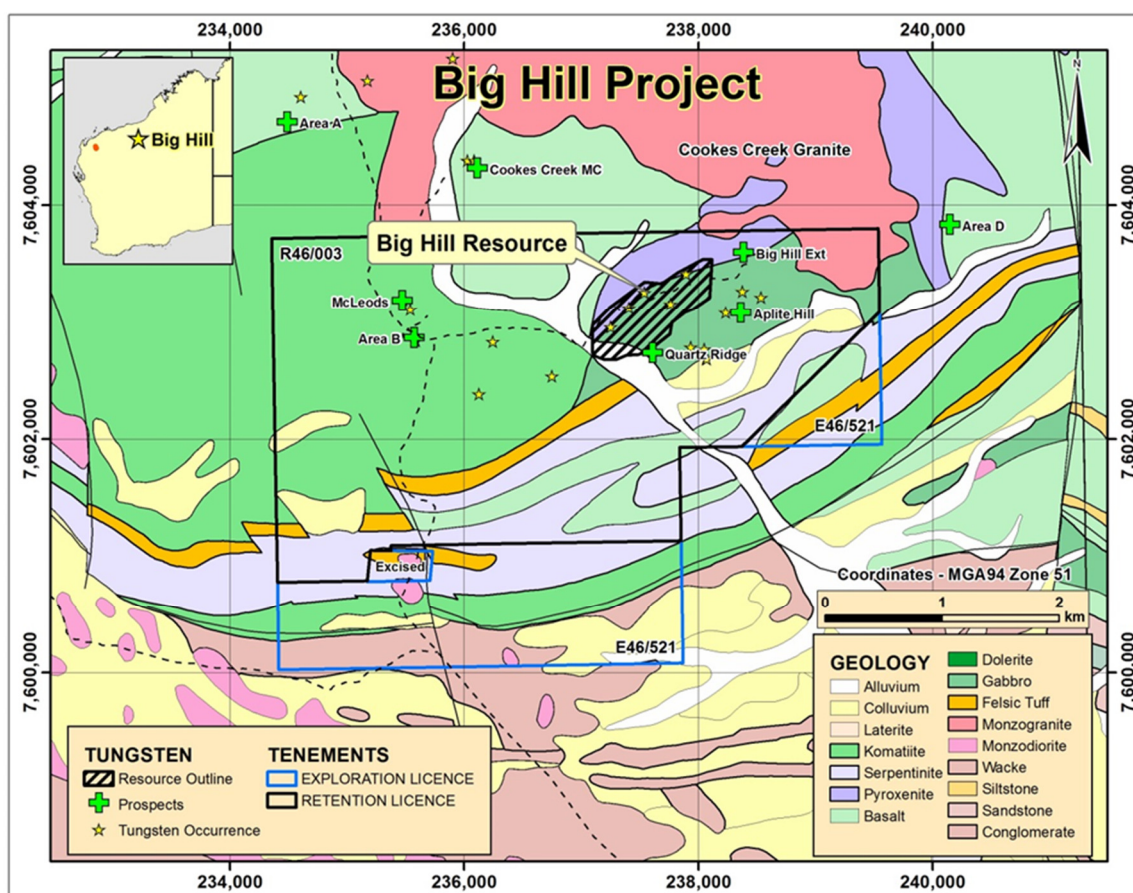 234,000
236,000
238,000
240,000
Big Hill Project
N
Big Hill
Area A
Cookes Creek MC
Cookes Creek Granite
7,604,000
7,604,000
Area D
Big Hill Resource
R46/003
Big Hill Ext
McLeods
Aplite Hill
Area B
Quartz Ridge
E46/521
7,602,000
7,602,000
Excised
Coordinates - MGA94 Zone 51
0 1 2
km
E46/521
7,600,000
7,600,000
TUNGSTEN
Resource Outline
Prospects
Tungsten Occurrence
TENEMENTS
EXPLORATION LICENCE
RETENTION LICENCE
GEOLOGY
Alluvium
Colluvium
Laterite
Komatiite
Serpentinite
Pyroxenite
Basalt
Dolerite
Gabbro
Felsic Tuff
Monzogranite
Monzodiorite
Wacke
Siltstone
Sandstone
Conglomerate
234,000
236,000
238,000
240,000